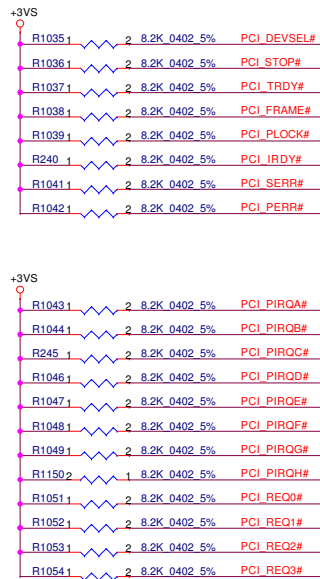 +3VS
R1035 1 2 8.2K_0402_5% PCI_DEVSEL#
R1036 1 2 8.2K_0402_5% PCI_STOP#
R1037 1 2 8.2K_0402_5% PCI_TRDY#
R1038 1 2 8.2K_0402_5% PCI_FRAME#
R1039 1 2 8.2K_0402_5% PCI_PLOCK#
R240 1 2 8.2K_0402_5% PCI_IRDY#
R1041 1 2 8.2K_0402_5% PCI_SERR#
R1042 1 2 8.2K_0402_5% PCI_PERR#
+3VS
R1043 1 2 8.2K_0402_5% PCI_PIRQA#
R1044 1 2 8.2K_0402_5% PCI_PIRQB#
R245 1 2 8.2K_0402_5% PCI_PIRQC#
R1046 1 2 8.2K_0402_5% PCI_PIRQD#
R1047 1 2 8.2K_0402_5% PCI_PIRQE#
R1048 1 2 8.2K_0402_5% PCI_PIRQF#
R1049 1 2 8.2K_0402_5% PCI_PIRQG#
R1150 2 1 8.2K_0402_5% PCI_PIRQH#
R1051 1 2 8.2K_0402_5% PCI_REQ0#
R1052 1 2 8.2K_0402_5% PCI_REQ1#
R1053 1 2 8.2K_0402_5% PCI_REQ2#
R1054 1 2 8.2K_0402_5% PCI_REQ3#